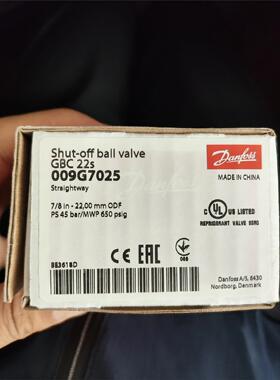 Shut-off ball valve
GBC 22s
009G7025
Straightway
7/8 in - 22,00 mm ODF
PS 45 bar/MWP 650 psig
Danfoss
MADE IN CHINA
C UL US LISTED
REFRIGERANT VALVE
CE EAC
Danfoss A/S, 6430
Nordborg, Denmark